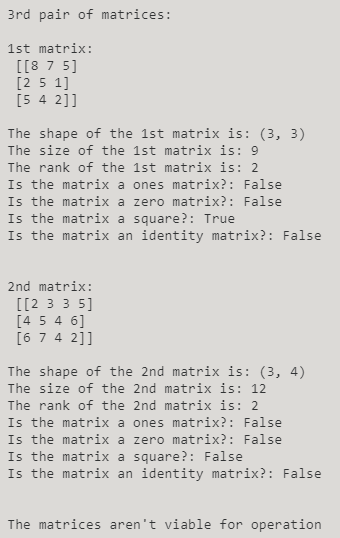 3rd pair of matrices:
1st matrix:
[[8 7 5]
[2 5 1]
[5 4 2]]
The shape of the 1st matrix is: (3, 3)
The size of the 1st matrix is: 9
The rank of the 1st matrix is: 2
Is the matrix a ones matrix?: False
Is the matrix a zero matrix?: False
Is the matrix a square?: True
Is the matrix an identity matrix?: False
2nd matrix:
[[2 3 3 5]
[4 5 4 6]
[6 7 4 2]]
The shape of the 2nd matrix is: (3, 4)
The size of the 2nd matrix is: 12
The rank of the 2nd matrix is: 2
Is the matrix a ones matrix?: False
Is the matrix a zero matrix?: False
Is the matrix a square?: False
Is the matrix an identity matrix?: False
The matrices aren't viable for operation